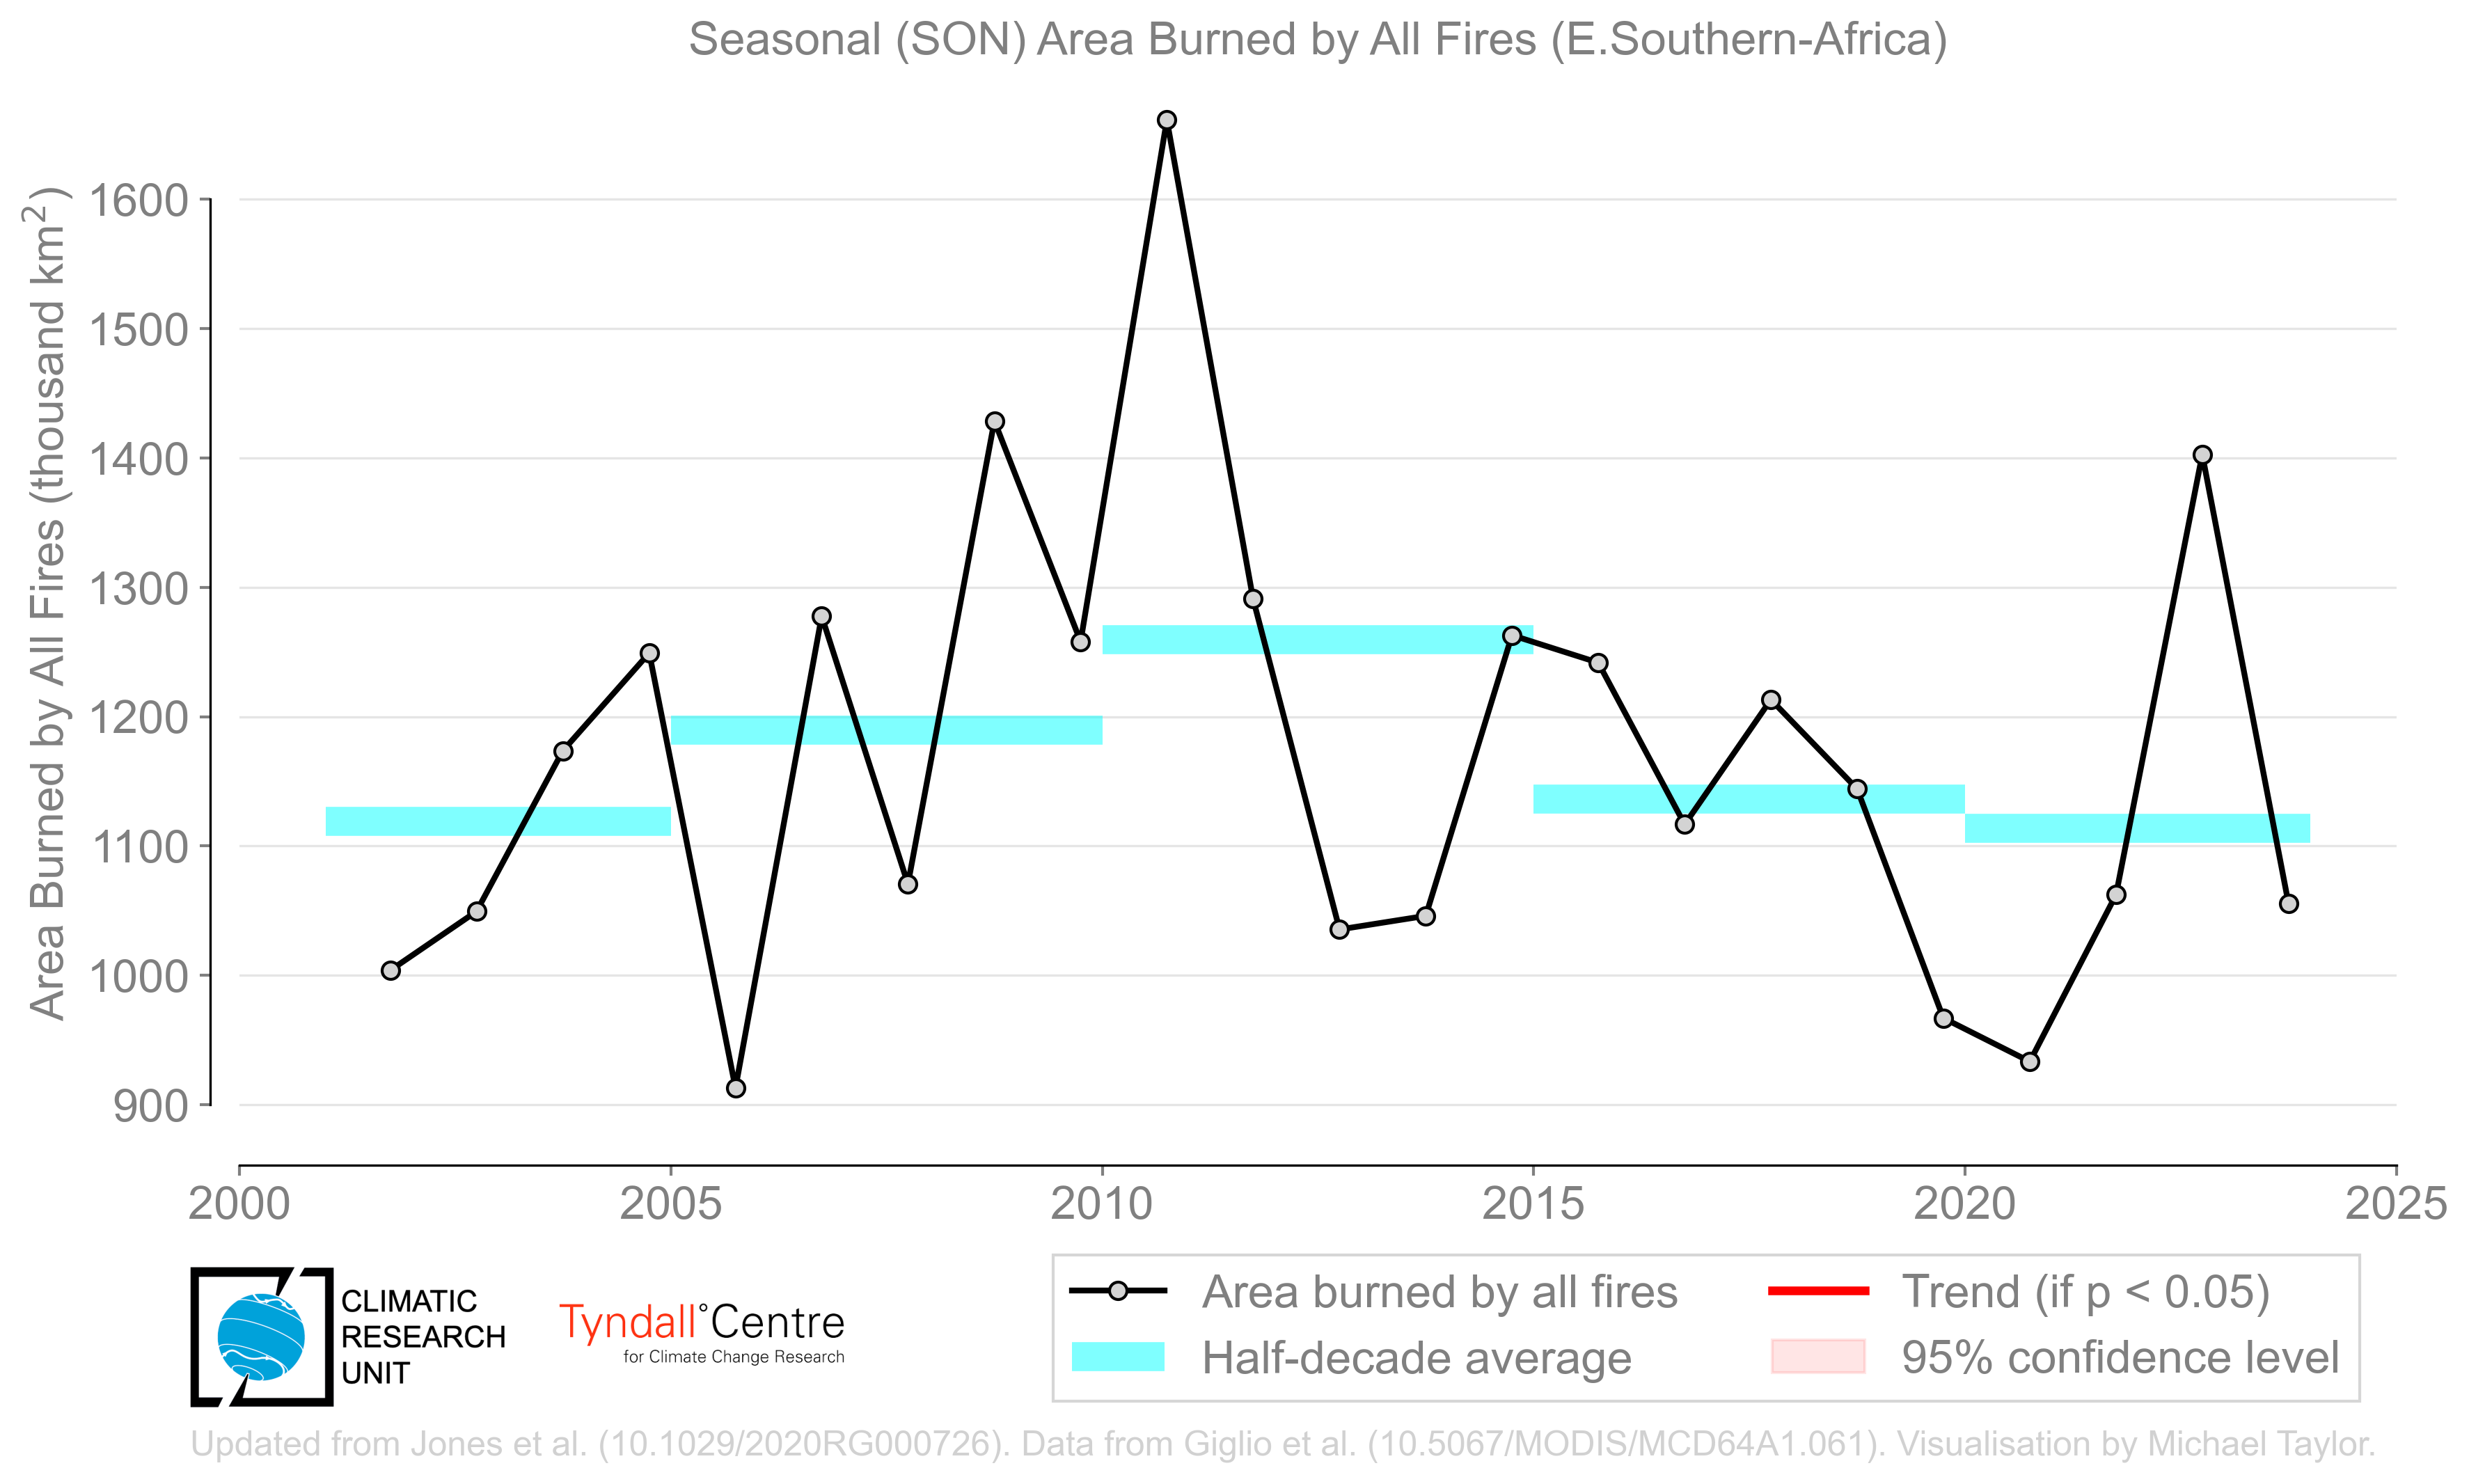 Seasonal (SON) Area Burned by All Fires (E.Southern-Africa)
Area Burned by All Fires (thousand km²)
1600
1500
1400
1300
1200
1100
1000
900
2000 2005 2010 2015 2020 2025
CLIMATIC
RESEARCH
UNIT
Tyndall°Centre
for Climate Change Research
Area burned by all fires
Half-decade average
Trend (if p < 0.05)
95% confidence level
Updated from Jones et al. (10.1029/2020RG000726). Data from Giglio et al. (10.5067/MODIS/MCD64A1.061). Visualisation by Michael Taylor.